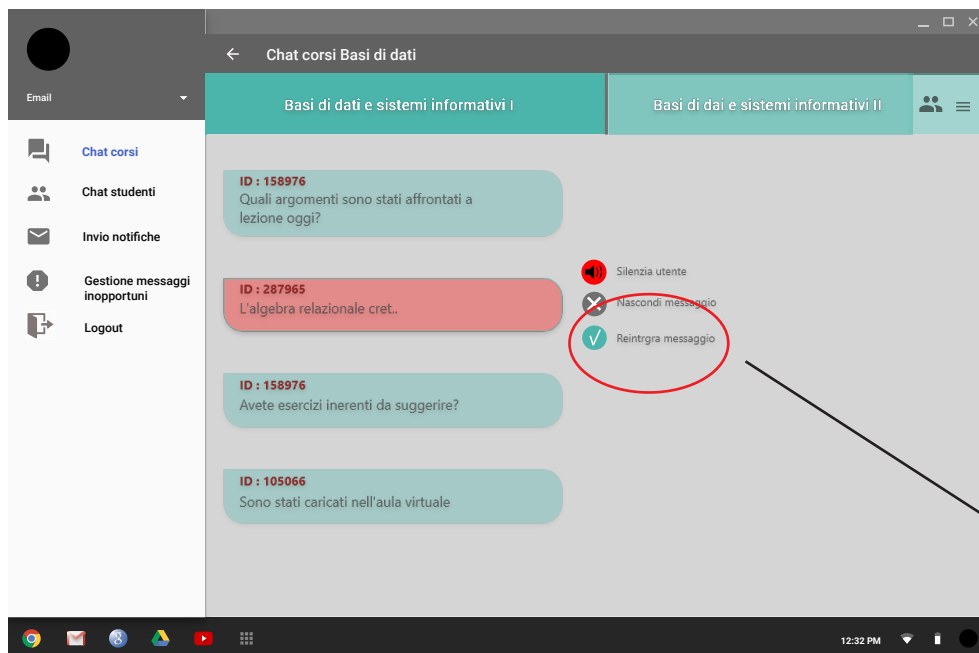 Chat corsi Basi di dati
Email
Basi di dati e sistemi informativi I
Basi di dai e sistemi informativi II
Chat corsi
Chat studenti
Invio notifiche
Gestione messaggi
inopportuni
Logout
ID : 158976
Quali argomenti sono stati affrontati a
lezione oggi?
ID : 287965
L'algebra relazionale cret..
Silenzia utente
Nascondi messaggio
Reintrgra messaggio
ID : 158976
Avete esercizi inerenti da suggerire?
ID : 105066
Sono stati caricati nell'aula virtuale
12:32 PM